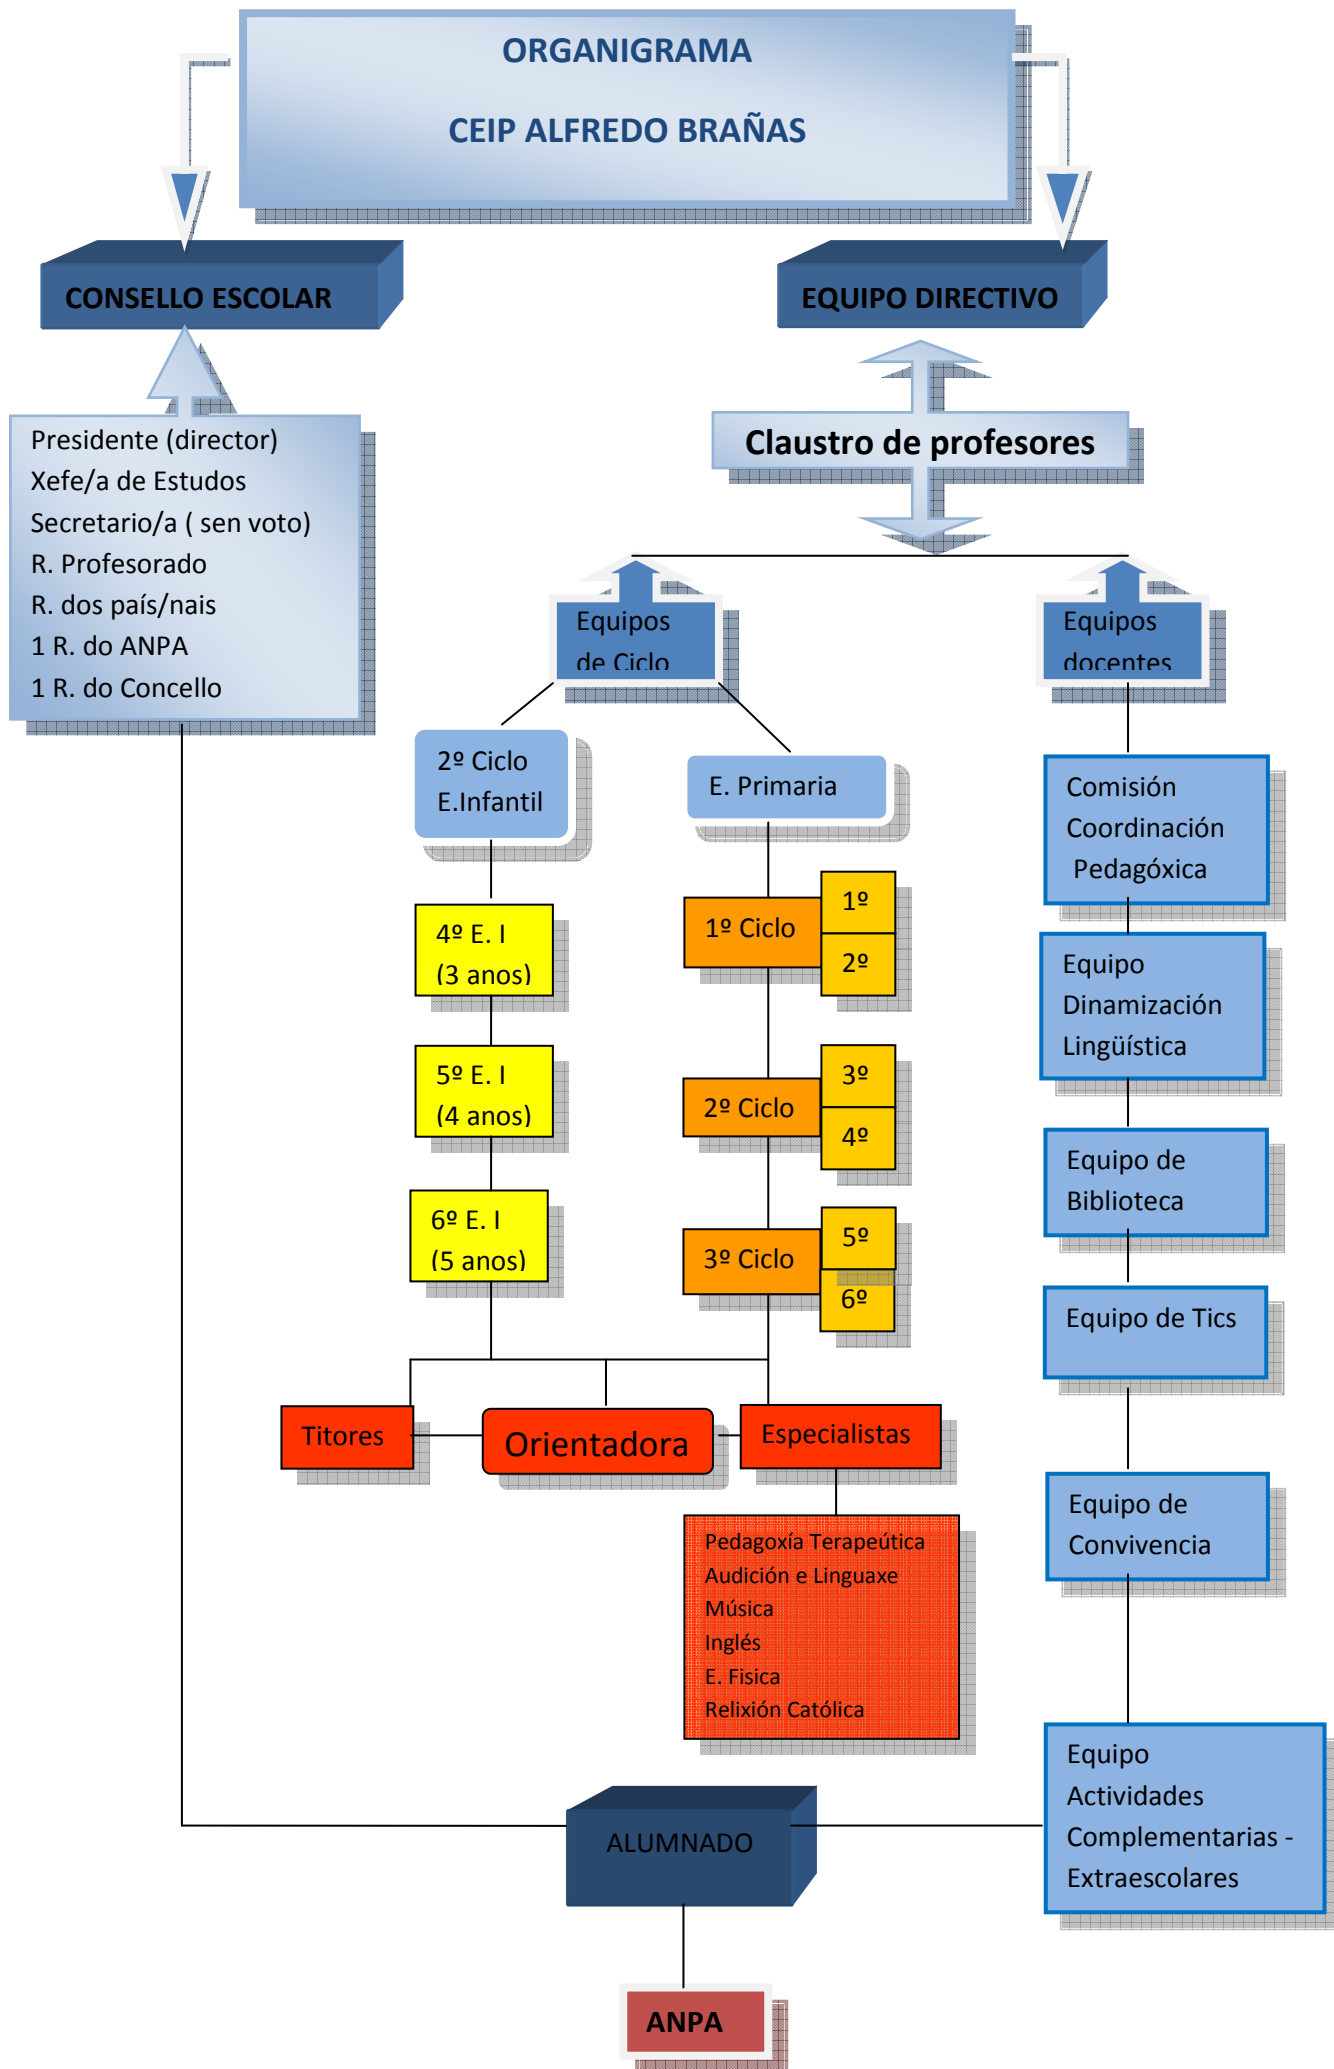 ORGANIGRAMA
CEIP ALFREDO BRAÑAS
CONSELLO ESCOLAR
EQUIPO DIRECTIVO
Presidente (director)
Xefe/a de Estudos
Secretario/a ( sen voto)
R. Profesorado
R. dos país/nais
1 R. do ANPA
1 R. do Concello
Claustro de profesores
Equipos
de Ciclo
Equipos
docentes
2º Ciclo
E.Infantil
E. Primaria
4º E. I
(3 anos)
5º E. I
(4 anos)
6º E. I
(5 anos)
1º Ciclo
1º
2º
2º Ciclo
3º
4º
3º Ciclo
5º
6º
Titores
Orientadora
Especialistas
Pedagoxía Terapeútica
Audición e Linguaxe
Música
Inglés
E. Fisica
Relixión Católica
Comisión
Coordinación
Pedagóxica
Equipo
Dinamización
Lingüística
Equipo de
Biblioteca
Equipo de Tics
Equipo de
Convivencia
Equipo
Actividades
Complementarias -
Extraescolares
ALUMNADO
ANPA